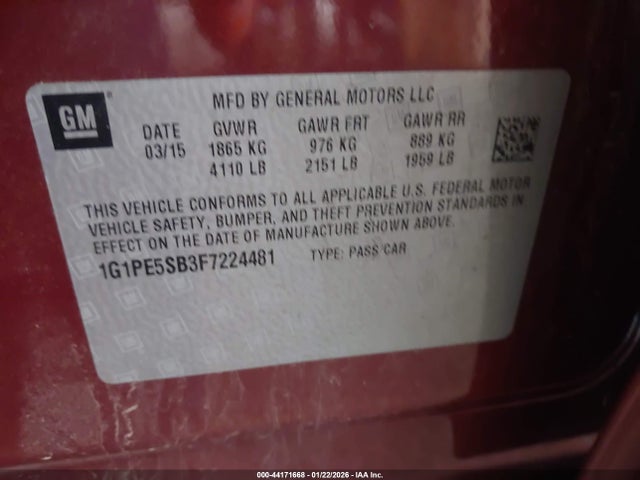 GM
MFD BY GENERAL MOTORS LLC
DATE GVWR GAWR FRT GAWR RR
03/15 1865 KG 976 KG 889 KG
4110 LB 2151 LB 1959 LB
THIS VEHICLE CONFORMS TO ALL APPLICABLE U.S. FEDERAL MOTOR
VEHICLE SAFETY, BUMPER, AND THEFT PREVENTION STANDARDS IN
EFFECT ON THE DATE OF MANUFACTURE SHOWN ABOVE.
1G1PE5SB3F7224481 TYPE: PASS CAR
000-44171668 - 01/22/2026 - IAA Inc.